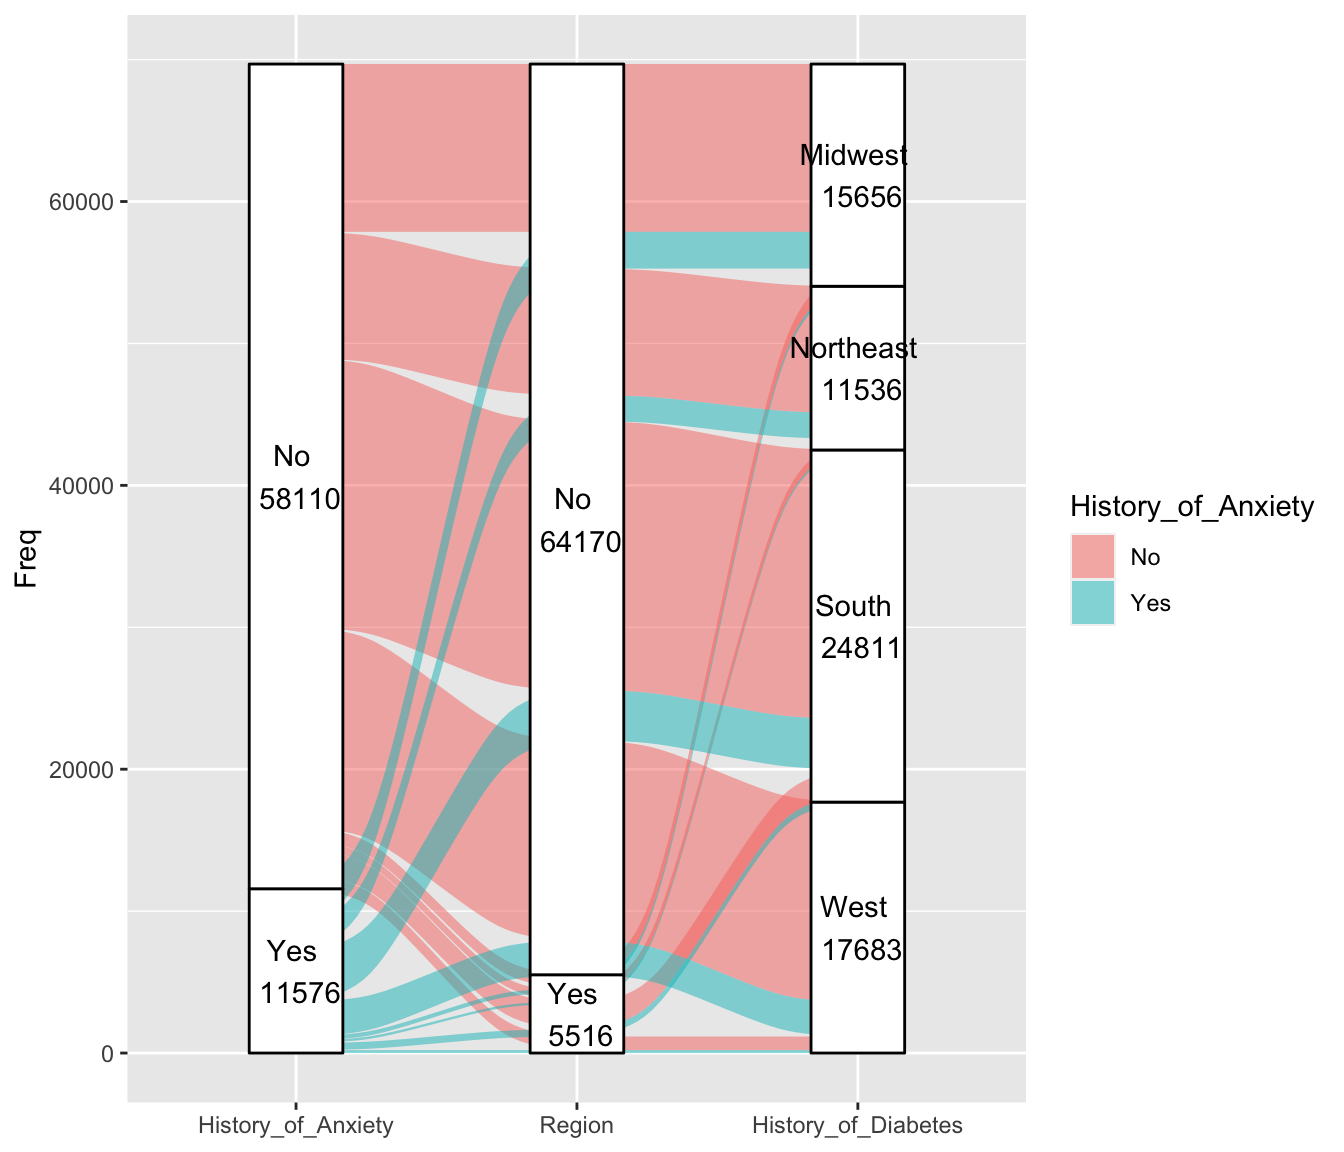 Freq
60000
40000
20000
0
No
58110
Yes
11576
No
64170
Yes
5516
Midwest
15656
Northeast
11536
South
24811
West
17683
History_of_Anxiety
Region
History_of_Diabetes
History_of_Anxiety
No
Yes